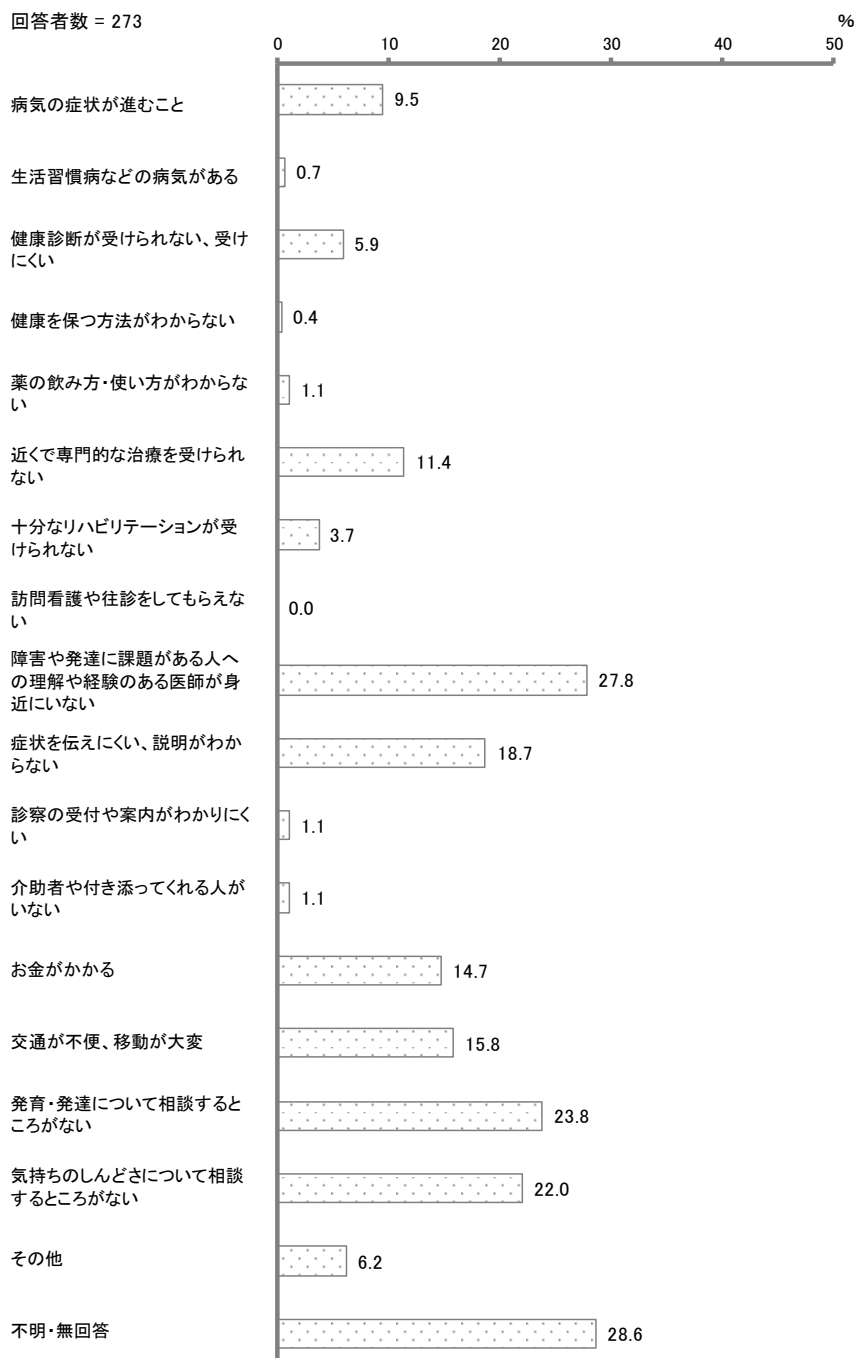 回答者数 = 273
%
0 10 20 30 40 50
病気の症状が進むこと 9.5
生活習慣病などの病気がある 0.7
健康診断が受けられない、受け
にくい 5.9
健康を保つ方法がわからない 0.4
薬の飲み方・使い方がわからな
い 1.1
近くで専門的な治療を受けられ
ない 11.4
十分なリハビリテーションが受
けられない 3.7
訪問看護や往診をしてもらえな
い 0.0
障害や発達に課題がある人へ
の理解や経験のある医師が身
近にいない 27.8
症状を伝えにくい、説明がわか
らない 18.7
診察の受付や案内がわかりにく
い 1.1
介助者や付き添ってくれる人が
いない 1.1
お金がかかる 14.7
交通が不便、移動が大変 15.8
発育・発達について相談すると
ころがない 23.8
気持ちのしんどさについて相談
するところがない 22.0
その他 6.2
不明・無回答 28.6